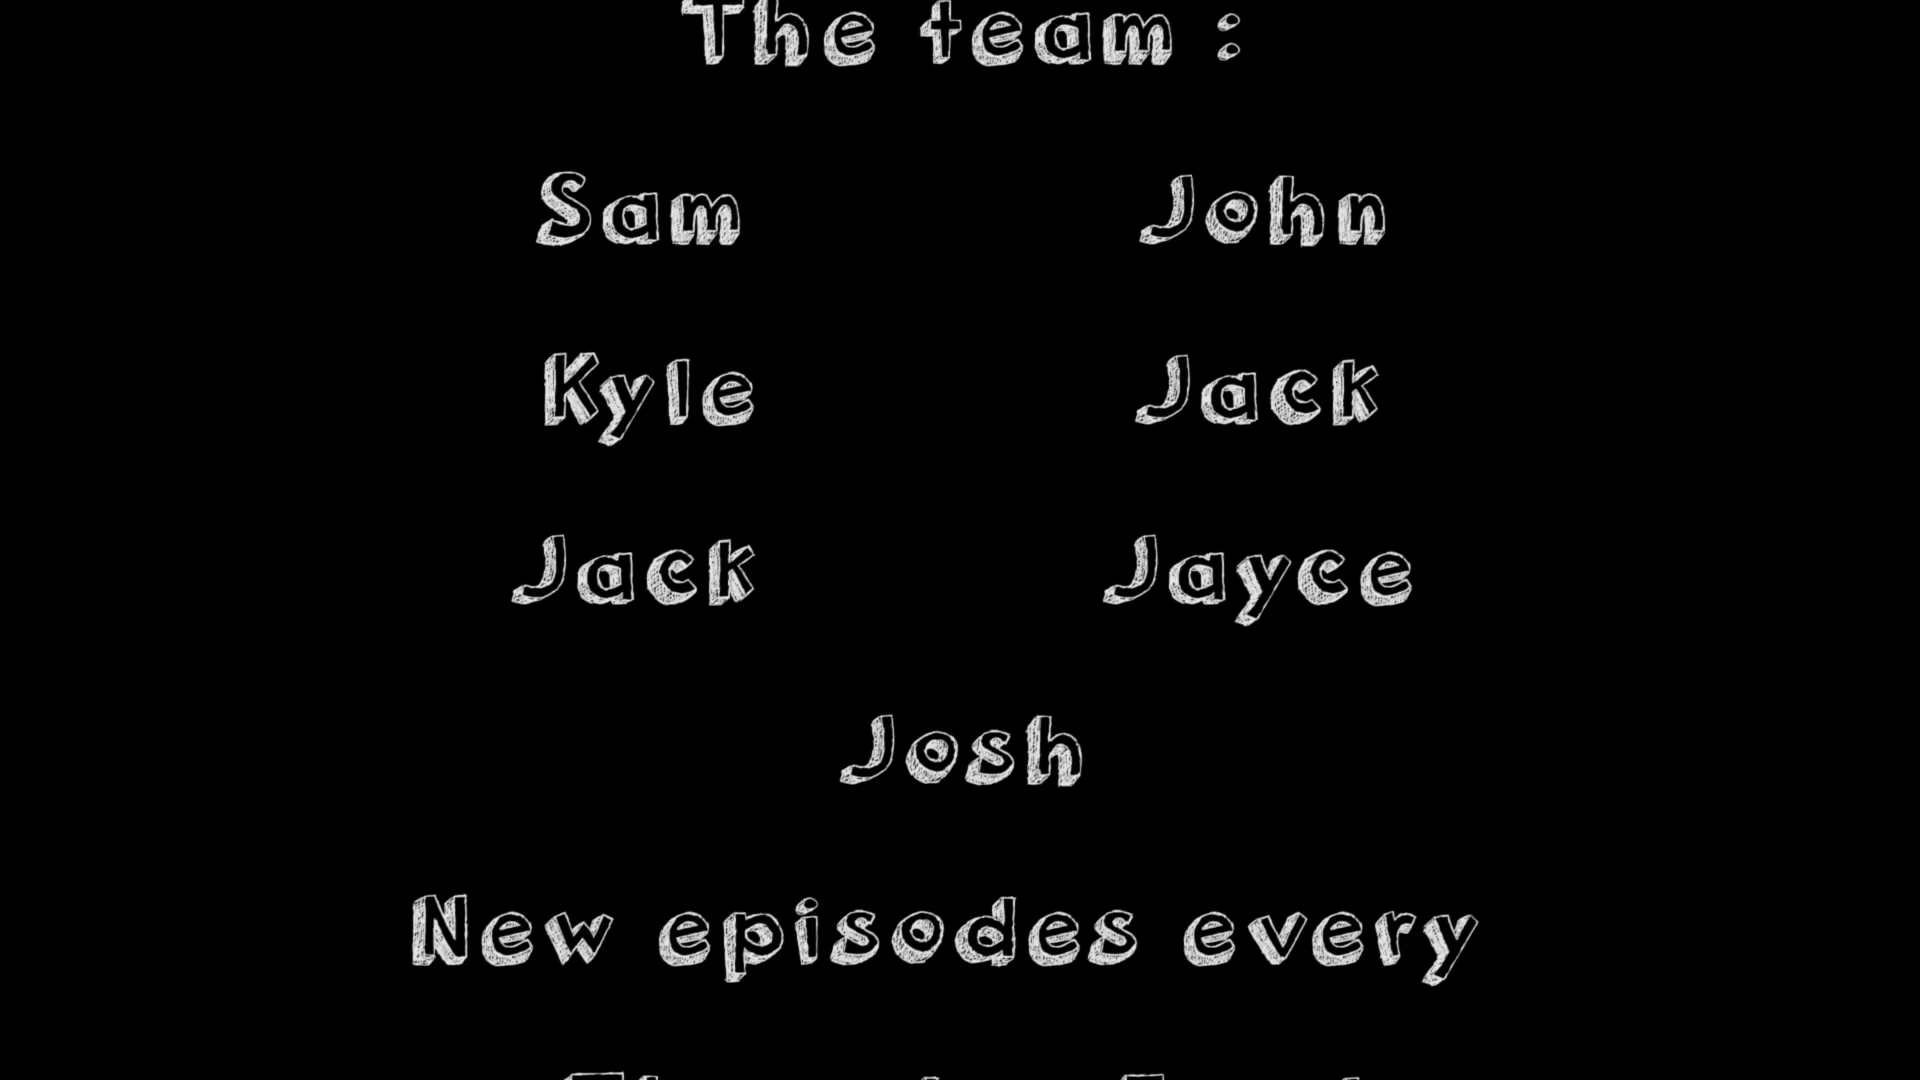 The team :
Sam John
Kyle Jack
Jack Jayce
Josh
New episodes every